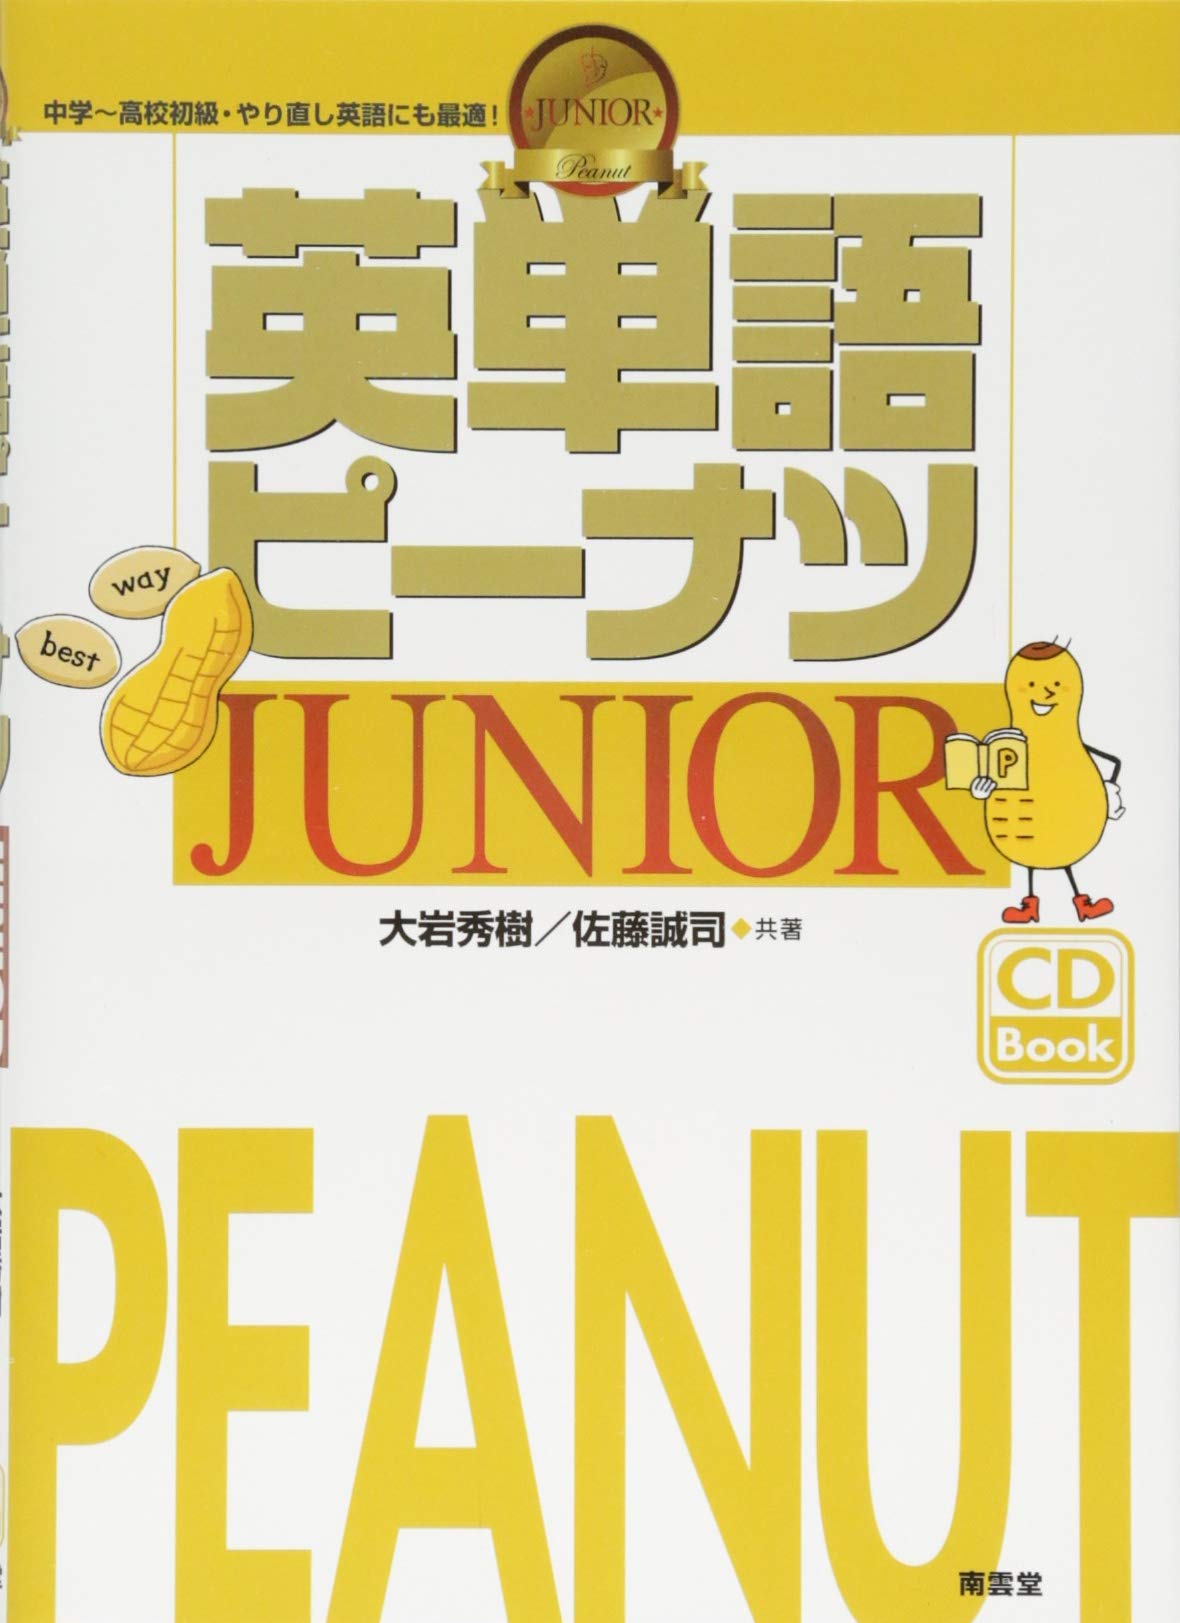 中学~高校初級・やり直し英語にも最適!
JUNIOR
Peanut
英単語
ピーナツ
way
best
JUNIOR
P
大岩秀樹/佐藤誠司◆共著
CD
Book
PEANUT
南雲堂